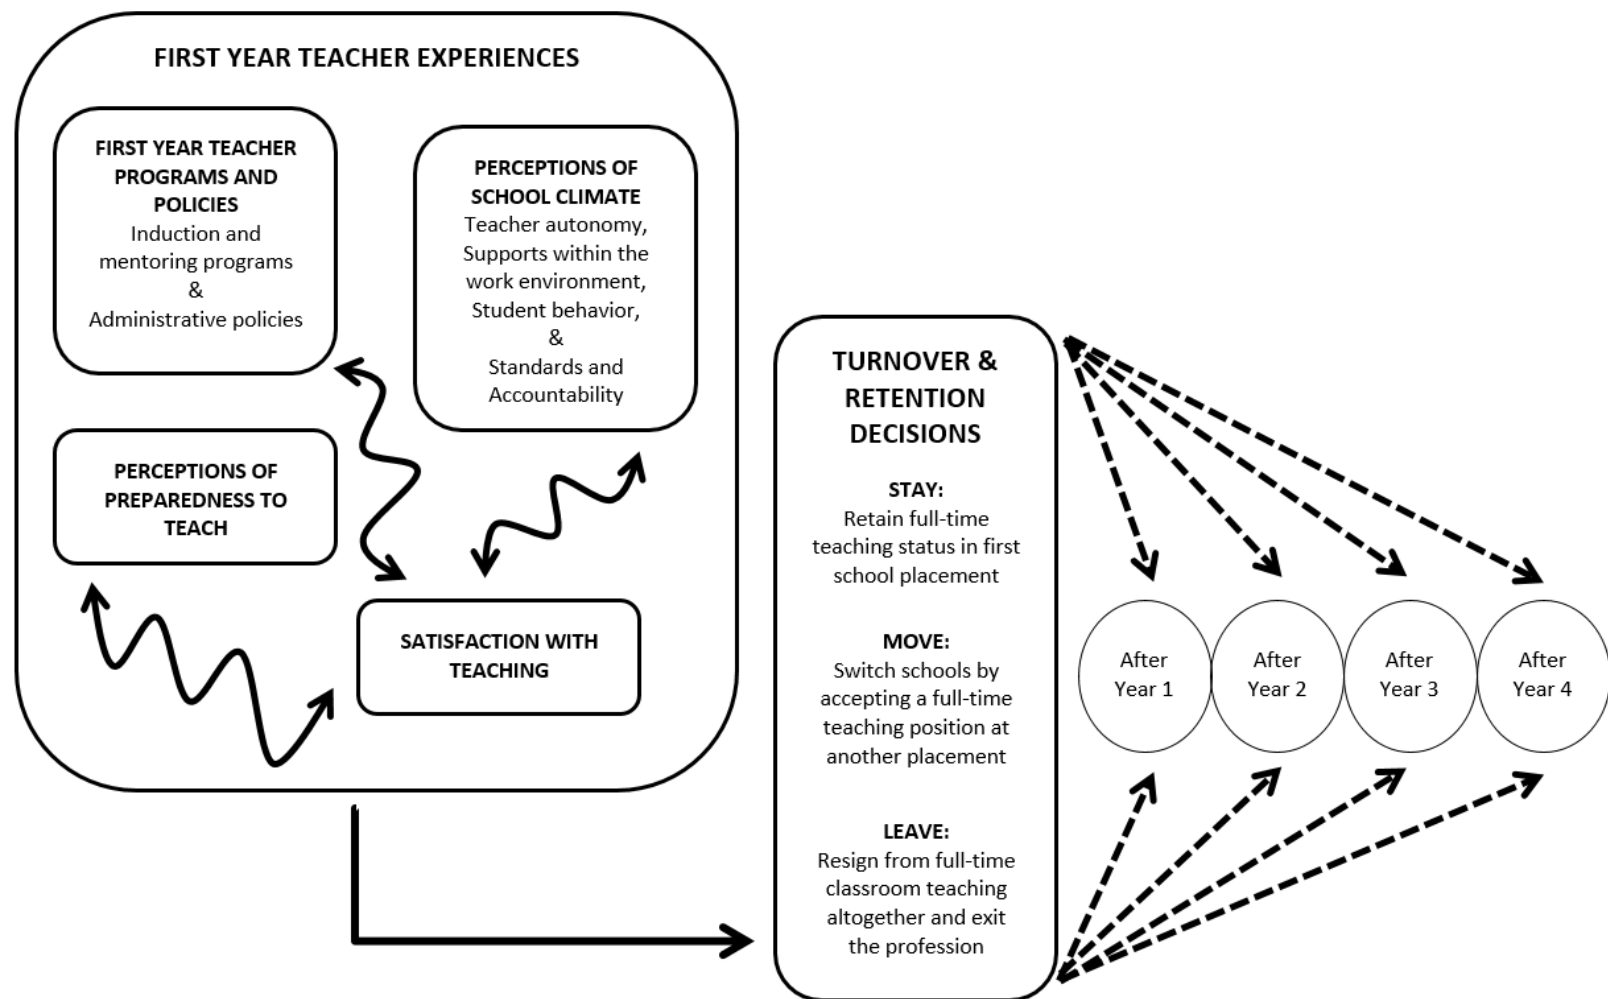 FIRST YEAR TEACHER EXPERIENCES
FIRST YEAR TEACHER
PROGRAMS AND
POLICIES
Induction and
mentoring programs
&
Administrative policies
PERCEPTIONS OF
SCHOOL CLIMATE
Teacher autonomy,
Supports within the
work environment,
Student behavior,
&
Standards and
Accountability
PERCEPTIONS OF
PREPAREDNESS TO
TEACH
SATISFACTION WITH
TEACHING
TURNOVER &
RETENTION
DECISIONS
STAY:
Retain full-time
teaching status in first
school placement
MOVE:
Switch schools by
accepting a full-time
teaching position at
another placement
LEAVE:
Resign from full-time
classroom teaching
altogether and exit
the profession
After
Year 1
After
Year 2
After
Year 3
After
Year 4